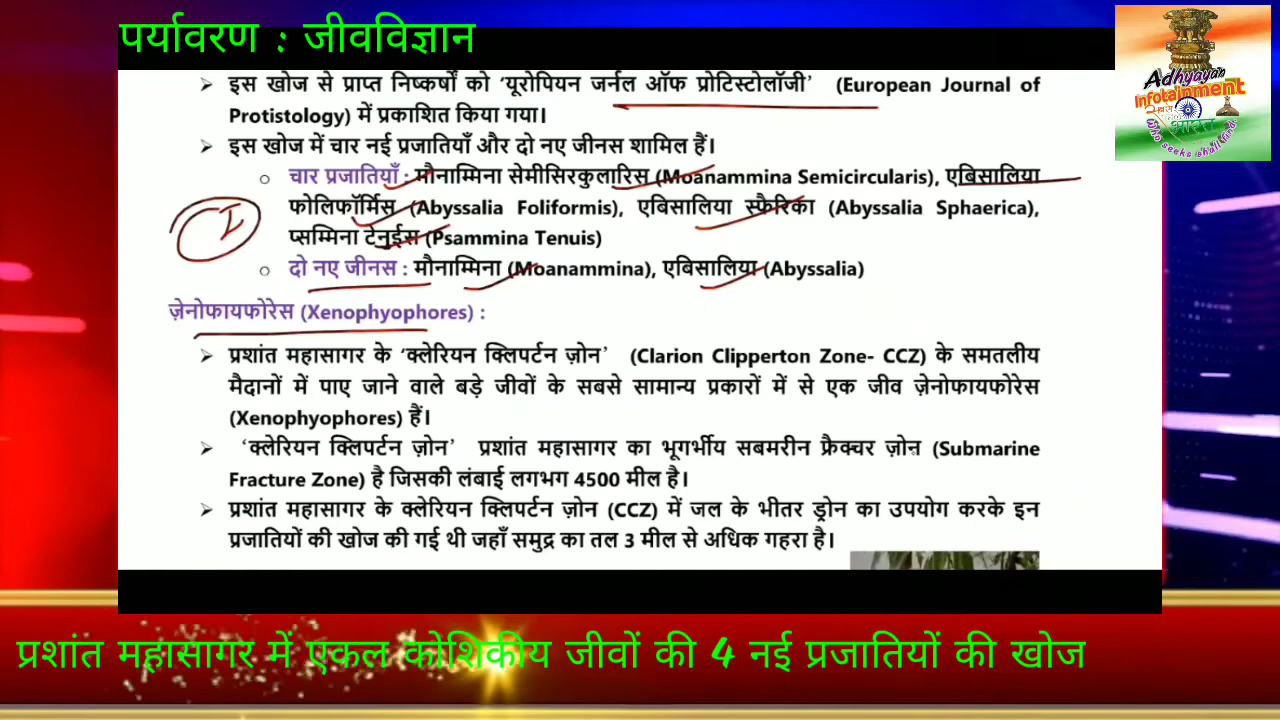 पर्यावरण : जीवविज्ञान
Adhyayan
Infotainment
भारत
Who seeks shall find
➢ इस खोज से प्राप्त निष्कर्षों को 'यूरोपियन जर्नल ऑफ प्रोटिस्टोलॉजी' (European Journal of
Protistology) में प्रकाशित किया गया।
➢ इस खोज में चार नई प्रजातियाँ और दो नए जीनस शामिल हैं।
o चार प्रजातियाँ : मौनाम्मिना सेमीसिरकुलारिस (Moanammina Semicircularis), एबिसालिया
फोलिफॉर्मिस (Abyssalia Foliformis), एबिसालिया स्फैरिका (Abyssalia Sphaerica),
प्सम्मिना टेनुईस (Psammina Tenuis)
o दो नए जीनस : मौनाम्मिना (Moanammina), एबिसालिया (Abyssalia)
ज़ेनोफायफोरेस (Xenophyophores) :
➢ प्रशांत महासागर के 'क्लेरियन क्लिपर्टन ज़ोन' (Clarion Clipperton Zone- CCZ) के समतलीय
मैदानों में पाए जाने वाले बड़े जीवों के सबसे सामान्य प्रकारों में से एक जीव ज़ेनोफायफोरेस
(Xenophyophores) हैं।
➢ 'क्लेरियन क्लिपर्टन ज़ोन' प्रशांत महासागर का भूगर्भीय सबमरीन फ्रैक्चर ज़ोन (Submarine
Fracture Zone) है जिसकी लंबाई लगभग 4500 मील है।
➢ प्रशांत महासागर के क्लेरियन क्लिपर्टन ज़ोन (CCZ) में जल के भीतर ड्रोन का उपयोग करके इन
प्रजातियों की खोज की गई थी जहाँ समुद्र का तल 3 मील से अधिक गहरा है।
प्रशांत महासागर में एकल कोशिकीय जीवों की 4 नई प्रजातियों की खोज